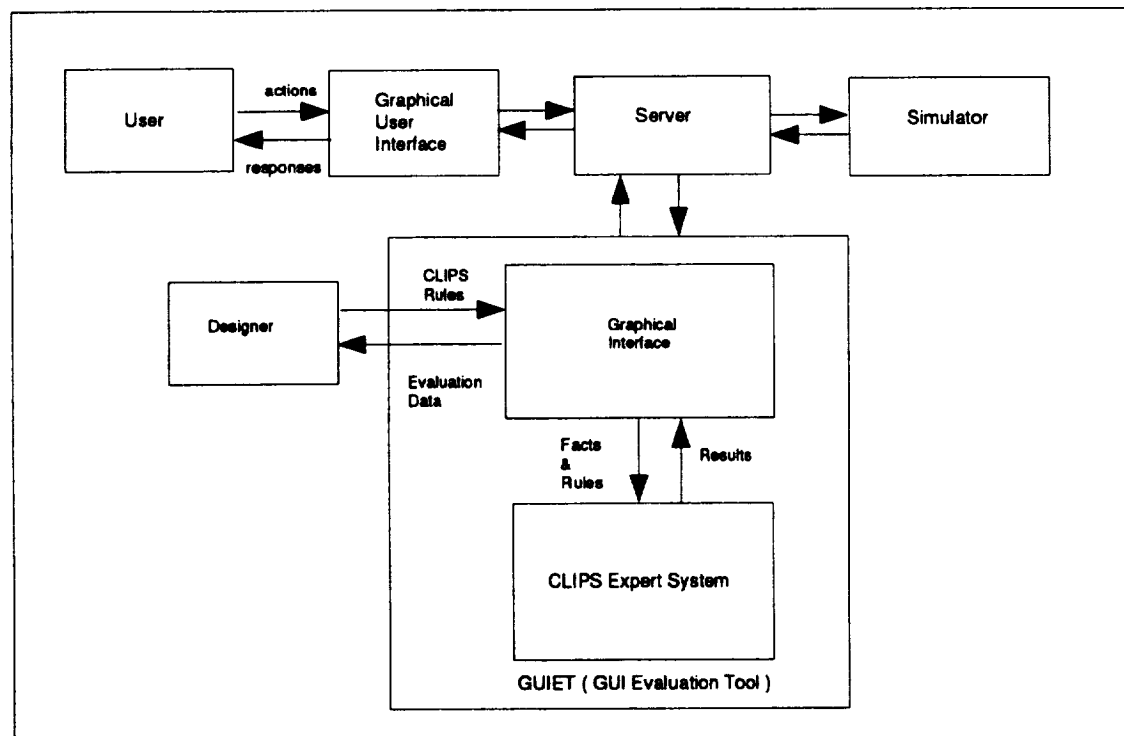 User
actions
responses
Graphical
User
Interface
Server
Simulator
Designer
CLIPS
Rules
Evaluation
Data
Graphical
Interface
Facts
&
Rules
Results
CLIPS Expert System
GUIET ( GUI Evaluation Tool )